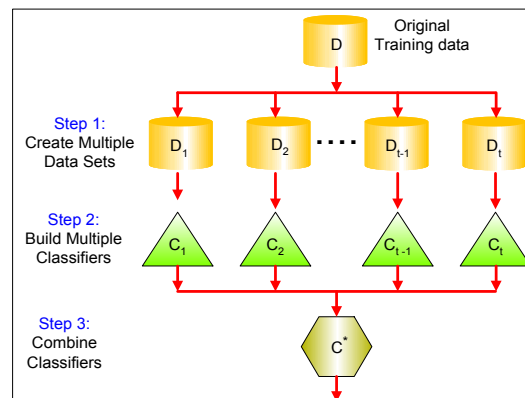 Original
Training data
D
Step 1:
Create Multiple
Data Sets
D1
D2
....
Dt-1
Dt
Step 2:
Build Multiple
Classifiers
C1
C2
Ct-1
Ct
Step 3:
Combine
Classifiers
C*